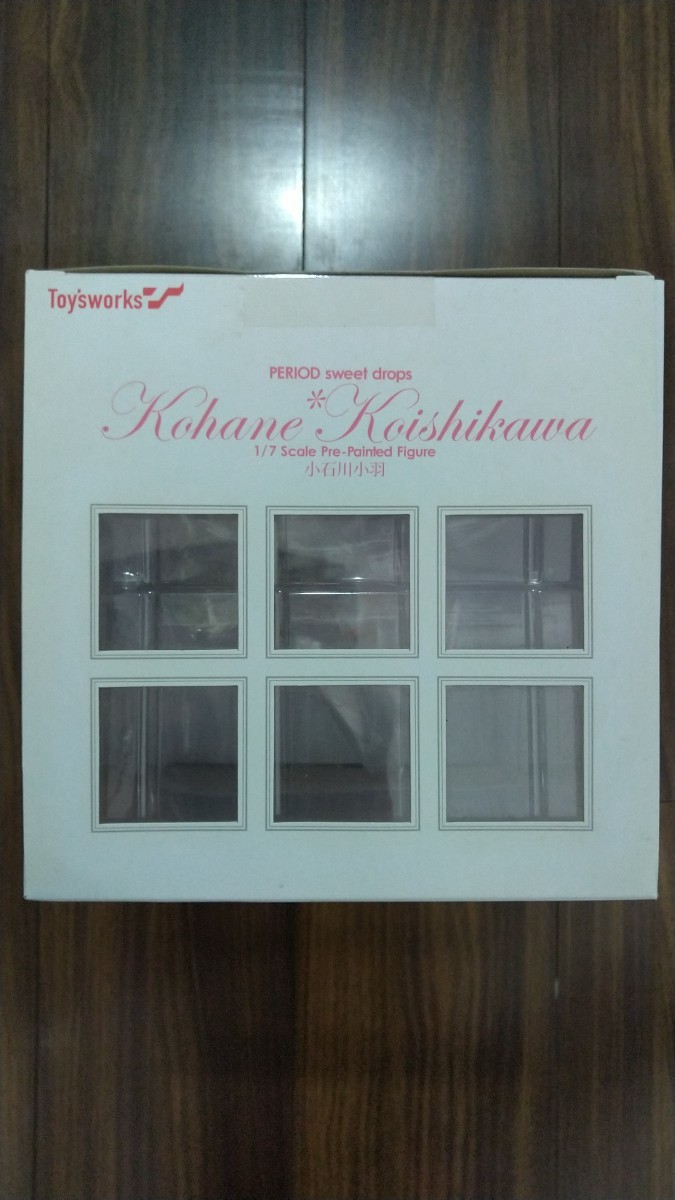 Toy'sworks
PERIOD sweet drops
Kohane*Koishikawa
1/7 Scale Pre-Painted Figure
小石川小羽